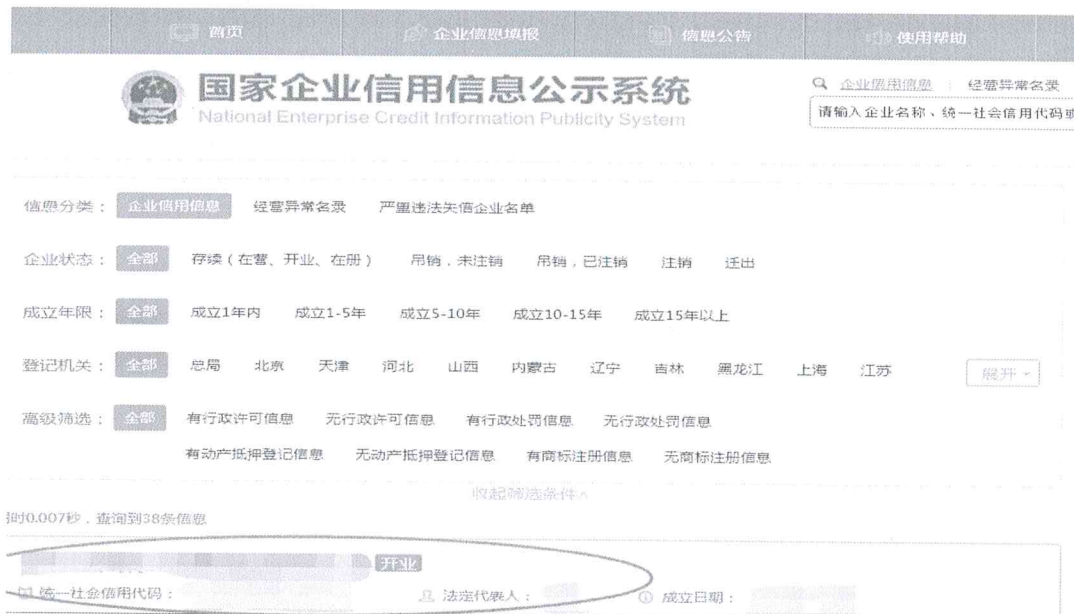 首页 企业信息填报 信息公告 使用帮助
国家企业信用信息公示系统
National Enterprise Credit Information Publicity System
企业信用信息 经营异常名录
请输入企业名称、统一社会信用代码或
信息分类： 企业信用信息 经营异常名录 严重违法失信企业名单
企业状态： 全部 存续（在营、开业、在册） 吊销，未注销 吊销，已注销 注销 迁出
成立年限： 全部 成立1年内 成立1-5年 成立5-10年 成立10-15年 成立15年以上
登记机关： 全部 总局 北京 天津 河北 山西 内蒙古 辽宁 吉林 黑龙江 上海 江苏 展开
高级筛选： 全部 有行政许可信息 无行政许可信息 有行政处罚信息 无行政处罚信息
有动产抵押登记信息 无动产抵押登记信息 有商标注册信息 无商标注册信息
收起筛选条件
用时0.007秒，查询到38条信息
开业
统一社会信用代码： 法定代表人： 成立日期：